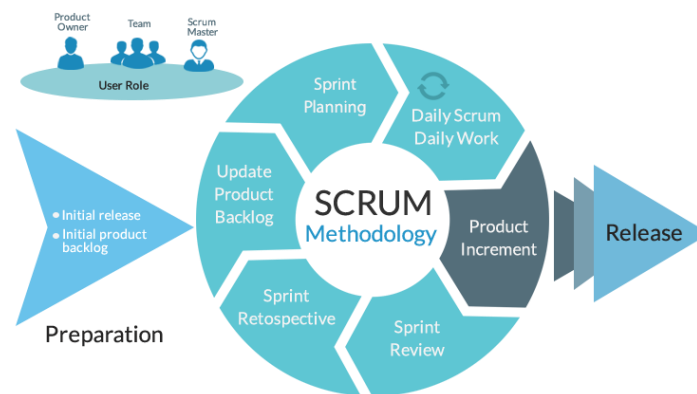 Product
Owner
Team
Scrum
Master
User Role
Initial release
Initial product
backlog
Preparation
SCRUM
Methodology
Sprint
Planning
Daily Scrum
Daily Work
Product
Increment
Sprint
Review
Sprint
Retospective
Update
Product
Backlog
Release